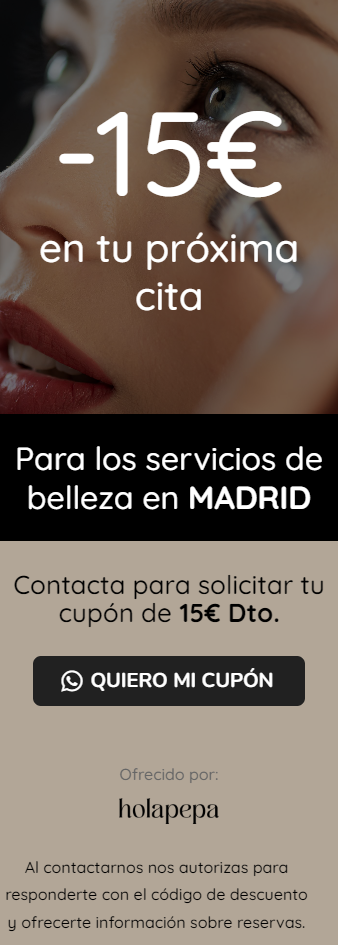 -15€
en tu próxima
cita
Para los servicios de
belleza en MADRID
Contacta para solicitar tu
cupón de 15€ Dto.
QUIERO MI CUPÓN
Ofrecido por:
holapepa
Al contactarnos nos autorizas para
responderte con el código de descuento
y ofrecerte información sobre reservas.